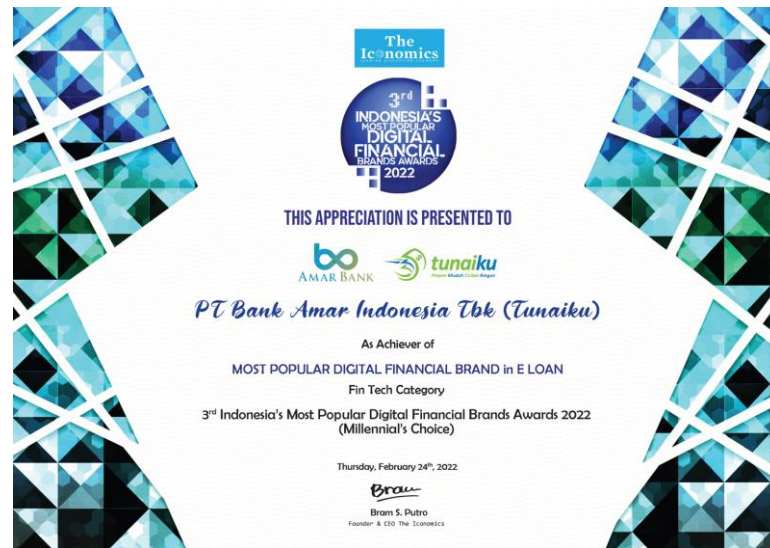 The
Iconomics
3rd
INDONESIA'S
MOST POPULAR
DIGITAL
FINANCIAL
BRANDS AWARDS
2022
THIS APPRECIATION IS PRESENTED TO
AMAR BANK
tunaiku
PT Bank Amar Indonesia Tbk (Tunaiku)
As Achiever of
MOST POPULAR DIGITAL FINANCIAL BRAND in E LOAN
Fin Tech Category
3rd Indonesia's Most Popular Digital Financial Brands Awards 2022
(Millennial's Choice)
Thursday, February 24th, 2022
Bram S. Putro
Founder & CEO The Iconomics